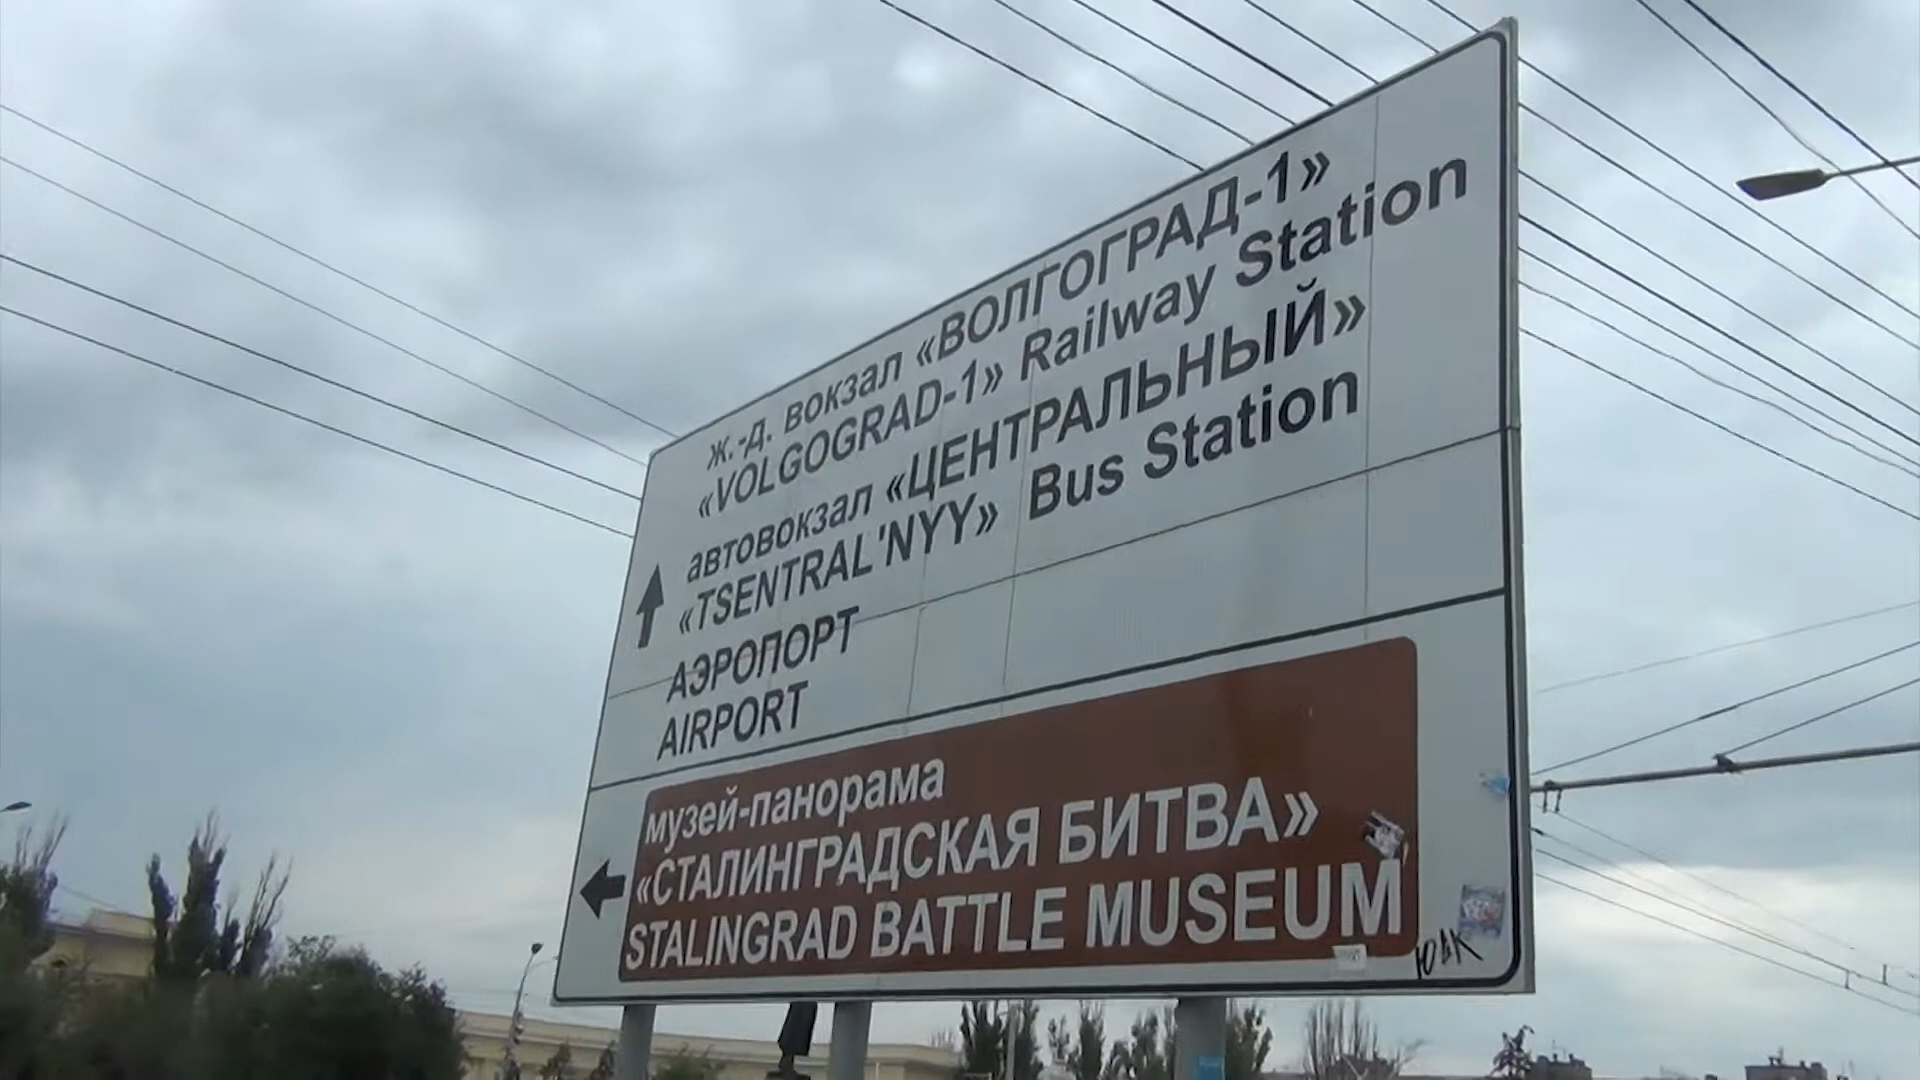 ж.-д. вокзал «ВОЛГОГРАД-1»
«VOLGOGRAD-1» Railway Station
автовокзал «ЦЕНТРАЛЬНЫЙ»
«TSENTRAL'NYY» Bus Station
АЭРОПОРТ
AIRPORT
музей-панорама
«СТАЛИНГРАДСКАЯ БИТВА»
STALINGRAD BATTLE MUSEUM